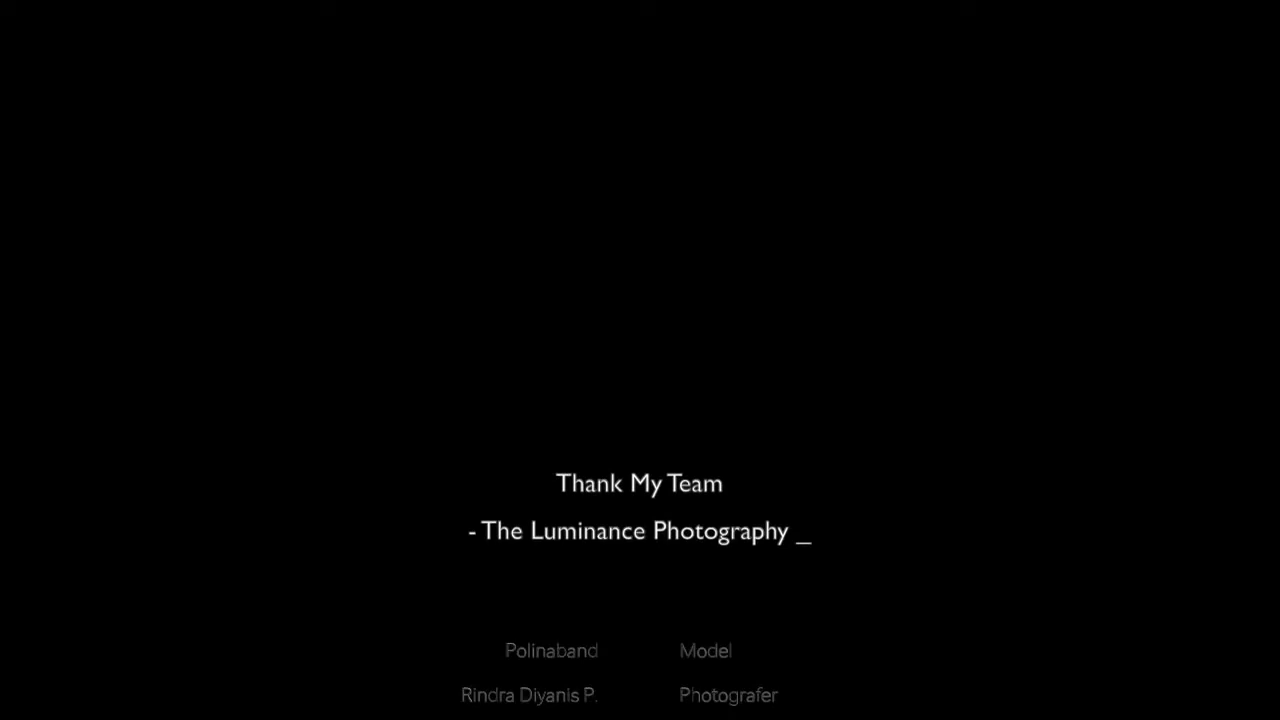 Thank My Team
- The Luminance Photography _
Polinaband Model
Rindra Diyanis P. Photografer